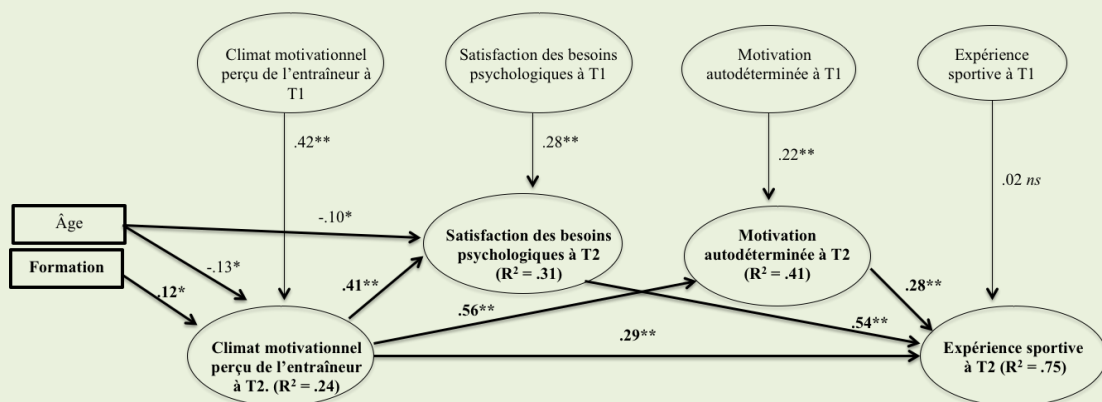 Climat motivationnel
perçu de l'entraîneur à
T1
Satisfaction des besoins
psychologiques à T1
Motivation
autodéterminée à T1
Expérience
sportive à T1
.42**
.28**
.22**
.02 ns
Âge
Formation
-.10*
-.13*
.12*
Satisfaction des besoins
psychologiques à T2
(R² = .31)
Motivation
autodéterminée à T2
(R² = .41)
.41**
.56**
.28**
.54**
.29**
Climat motivationnel
perçu de l'entraîneur
à T2. (R² = .24)
Expérience sportive
à T2 (R² = .75)